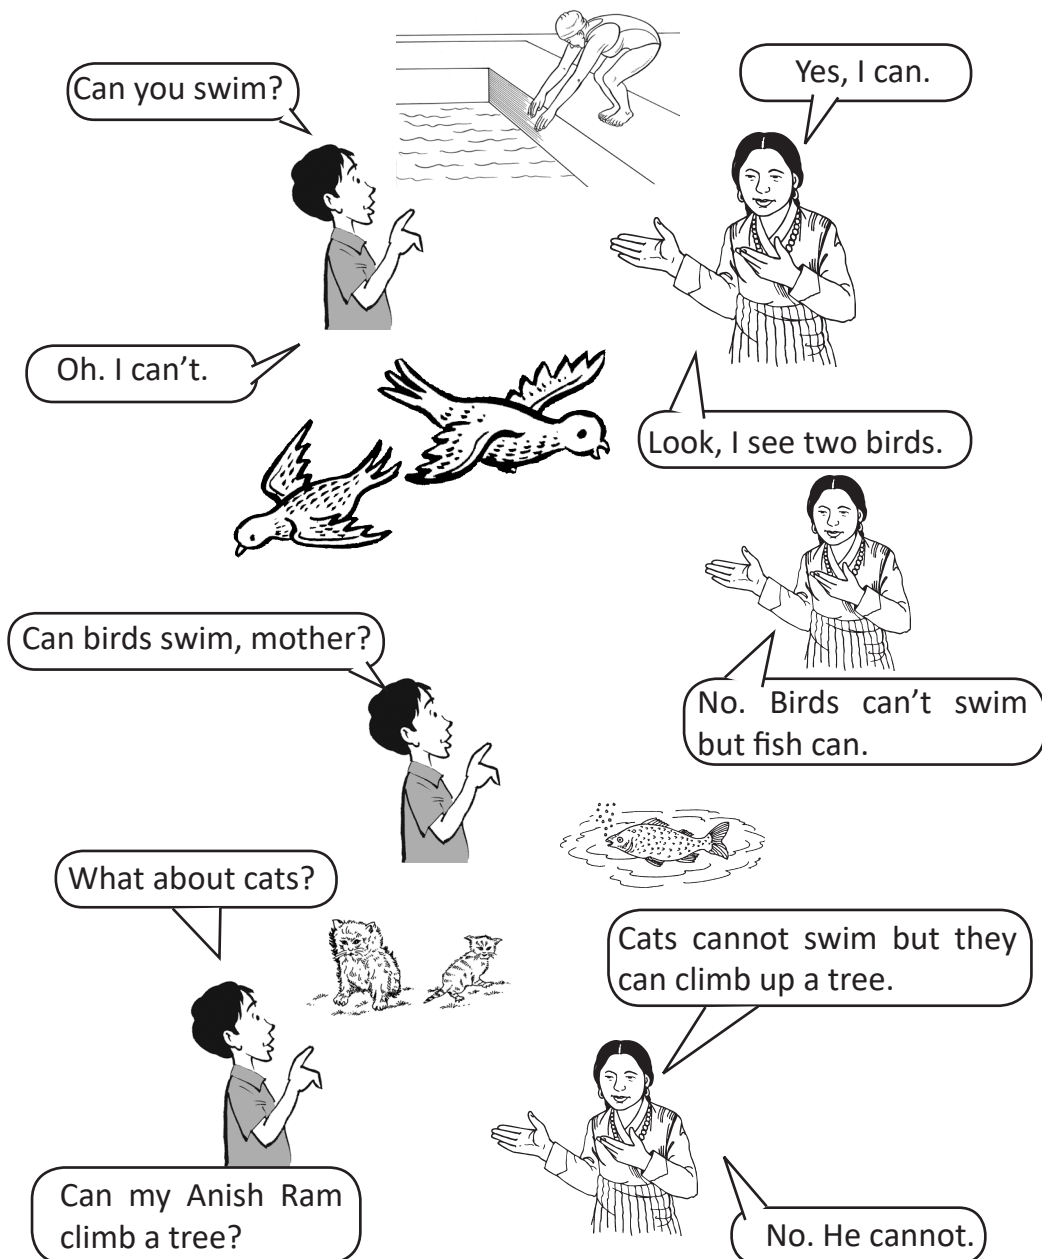 Can you swim?
Yes, I can.
Oh. I can't.
Look, I see two birds.
Can birds swim, mother?
No. Birds can't swim
but fish can.
What about cats?
Cats cannot swim but they
can climb up a tree.
Can my Anish Ram
climb a tree?
No. He cannot.